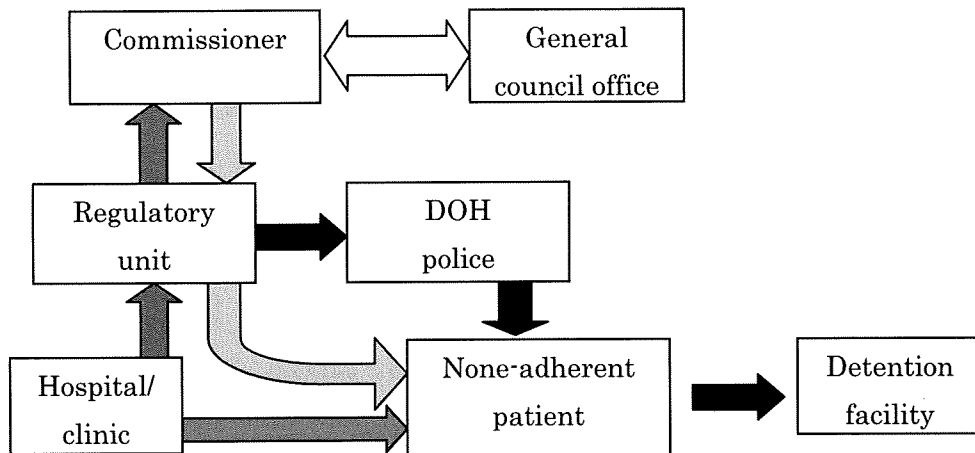 Commissioner
General
council office
Regulatory
unit
DOH
police
Hospital/
clinic
None-adherent
patient
Detention
facility